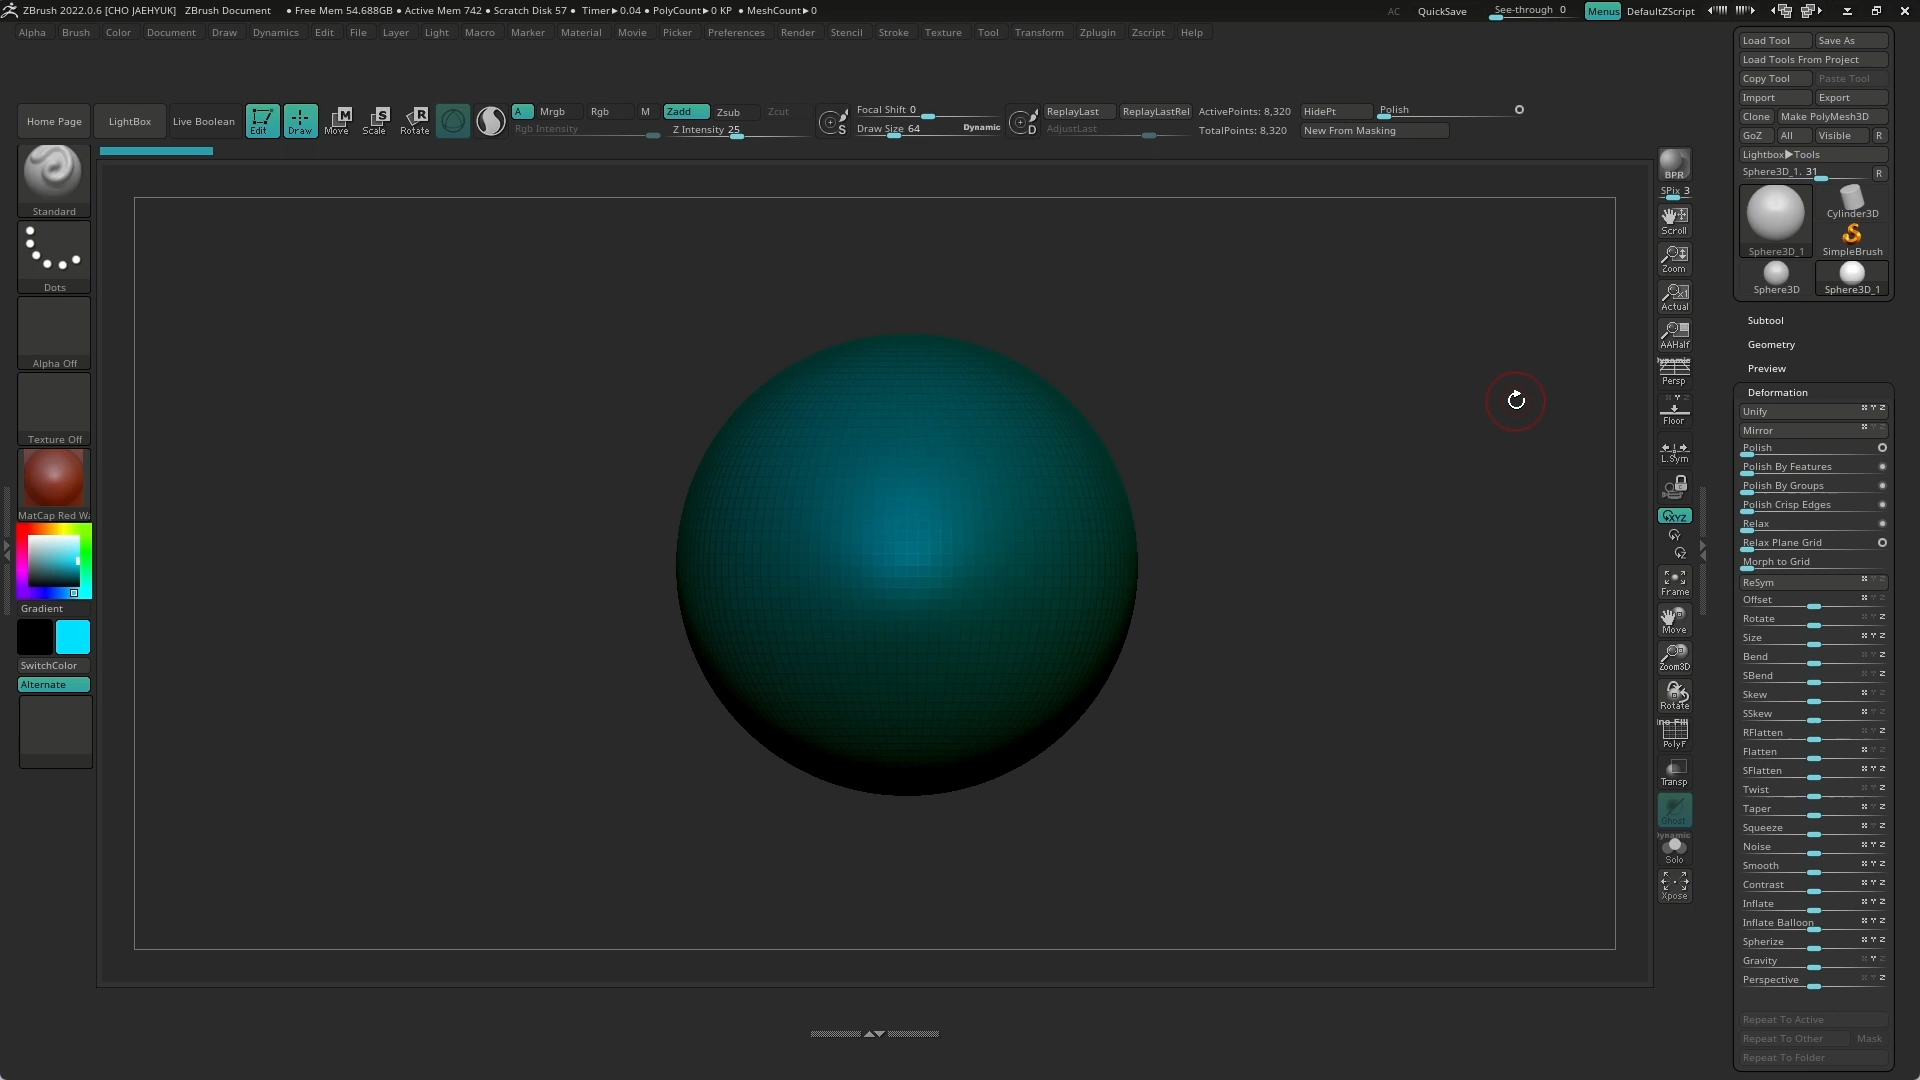 ZBrush 2022.0.6 [CHO JAEHYUK] ZBrush Document ● Free Mem 54.688GB ● Active Mem 742 ● Scratch Disk 57 ● Timer▶0.04 ● PolyCount▶0 KP ● MeshCount▶0 AC QuickSave See-through 0 Menus DefaultZScript
Alpha Brush Color Document Draw Dynamics Edit File Layer Light Macro Marker Material Movie Picker Preferences Render Stencil Stroke Texture Tool Transform Zplugin Zscript Help
Home Page LightBox Live Boolean Edit Draw Move Scale Rotate
M S R
A Mrgb Rgb M Zadd Zsub Zcut
Rgb Intensity Z Intensity 25
S Focal Shift 0
Draw Size 64 Dynamic
D ReplayLast ReplayLastRel ActivePoints: 8,320 HidePt Polish
AdjustLast TotalPoints: 8,320 New From Masking
Standard
Dots
Alpha Off
Texture Off
MatCap Red Wa
Gradient
SwitchColor
Alternate
BPR
SPix 3
Scroll
Zoom
Actual
AAHalf
Dynamic
Persp
Floor
L.Sym
XYZ
Y
Z
Frame
Move
Zoom3D
Rotate
Line Fill
PolyF
Transp
Ghost
Dynamic
Solo
Xpose
Load Tool Save As
Load Tools From Project
Copy Tool Paste Tool
Import Export
Clone Make PolyMesh3D
GoZ All Visible R
Lightbox▶Tools
Sphere3D_1. 31 R
Cylinder3D
Sphere3D_1 SimpleBrush
Sphere3D Sphere3D_1
Subtool
Geometry
Preview
Deformation
Unify X Y Z
Mirror X Y Z
Polish
Polish By Features
Polish By Groups
Polish Crisp Edges
Relax
Relax Plane Grid
Morph to Grid
ReSym X Y Z
Offset X Y Z
Rotate X Y Z
Size X Y Z
Bend X Y Z
SBend X Y Z
Skew X Y Z
SSkew X Y Z
RFlatten X Y Z
Flatten X Y Z
SFlatten X Y Z
Twist X Y Z
Taper X Y Z
Squeeze X Y Z
Noise X Y Z
Smooth X Y Z
Contrast X Y Z
Inflate X Y Z
Inflate Balloon X Y Z
Spherize X Y Z
Gravity X Y Z
Perspective X Y Z
Repeat To Active
Repeat To Other Mask
Repeat To Folder